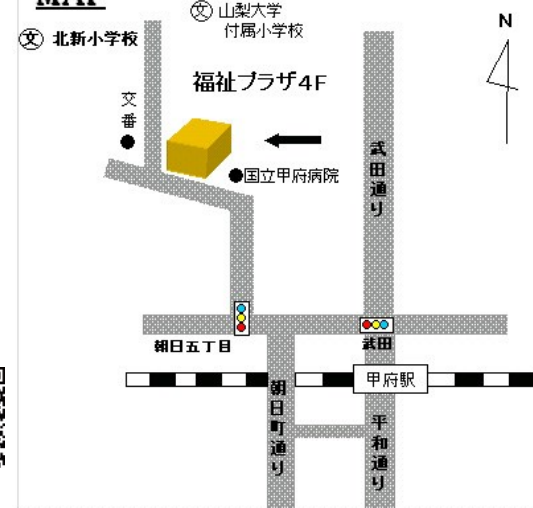 MAP
文 山梨大学
付属小学校
N
文 北新小学校
福祉プラザ4F
交番
国立甲府病院
武田通り
朝日五丁目
武田
甲府駅
朝日町通り
平和通り